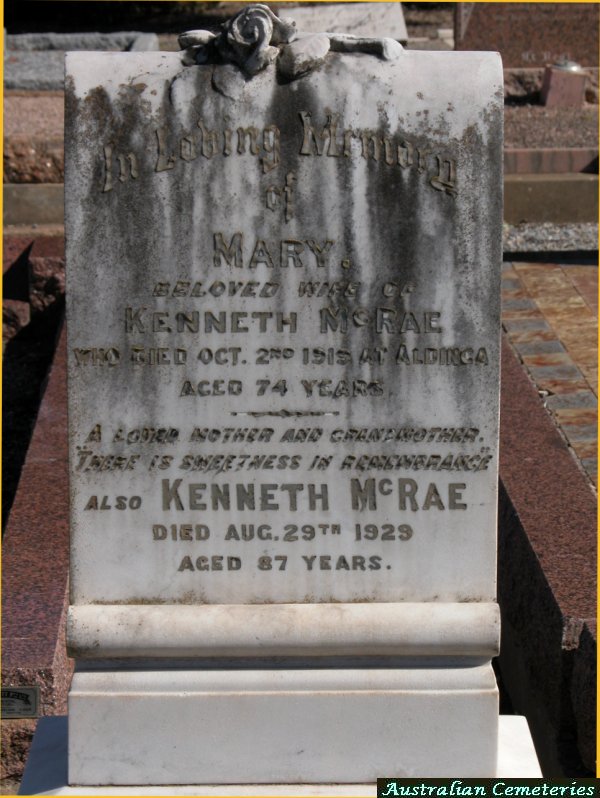 In Loving Memory
of
MARY.
BELOVED WIFE OF
KENNETH McRAE
WHO DIED OCT. 2ND 1919 AT ALDINGA
AGED 74 YEARS.
A LOVED MOTHER AND GRANDMOTHER.
"THERE IS SWEETNESS IN REMEMBRANCE"
ALSO KENNETH McRAE
DIED AUG. 29TH 1929
AGED 87 YEARS.
Australian Cemeteries